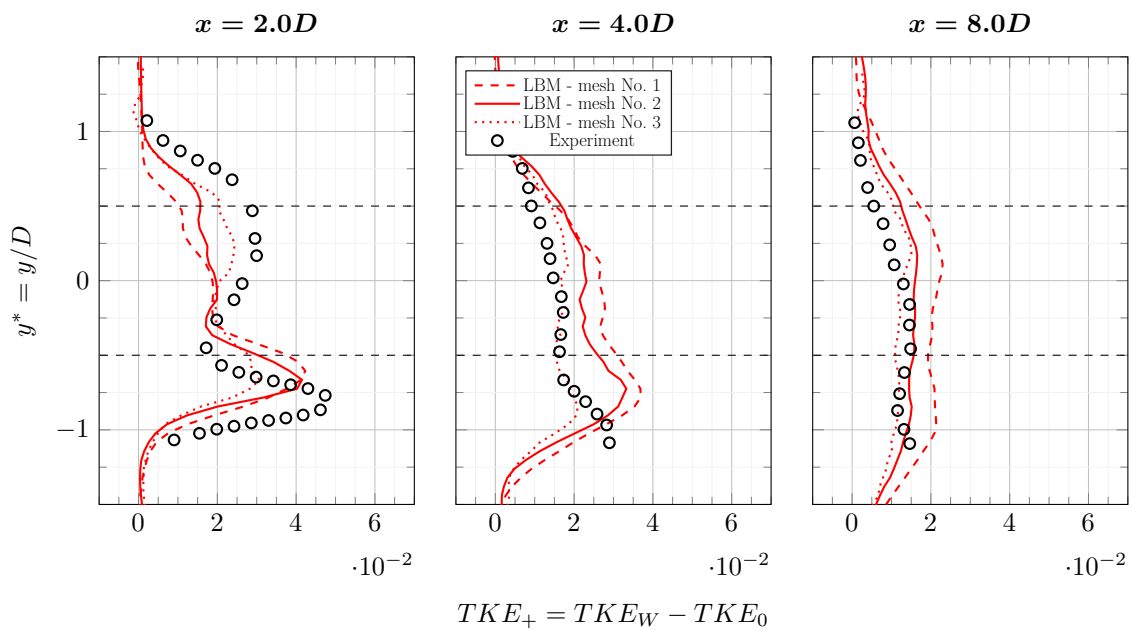 x = 2.0D
x = 4.0D
x = 8.0D
LBM - mesh No. 1
LBM - mesh No. 2
LBM - mesh No. 3
Experiment
1
0
−1
y* = y/D
0 2 4 6
0 2 4 6
0 2 4 6
·10⁻²
·10⁻²
·10⁻²
TKE₊ = TKE_W − TKE₀